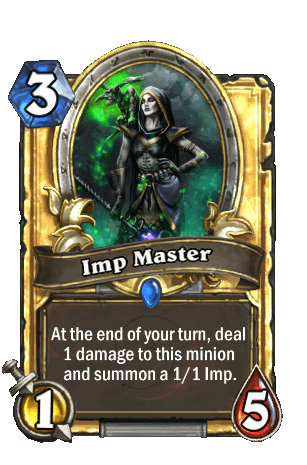 3
Imp Master
At the end of your turn, deal
1 damage to this minion
and summon a 1/1 Imp.
1
5